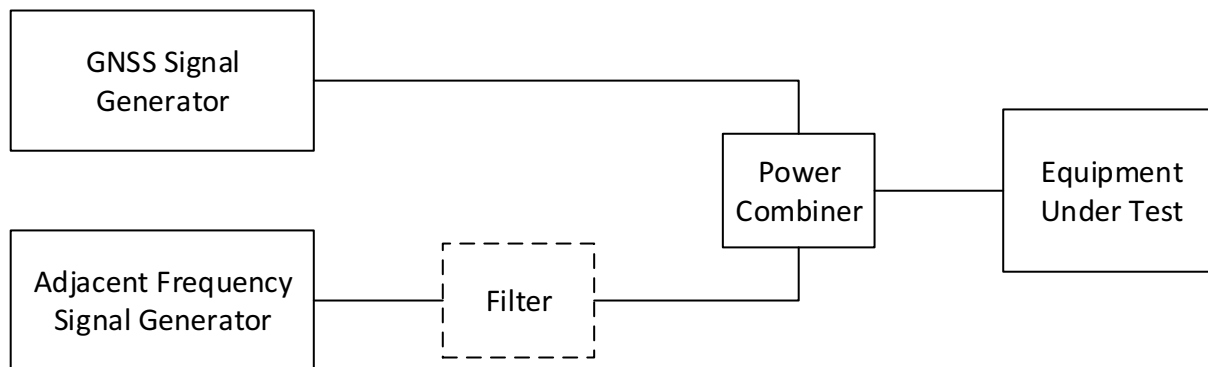 GNSS Signal
Generator
Power
Combiner
Equipment
Under Test
Adjacent Frequency
Signal Generator
Filter